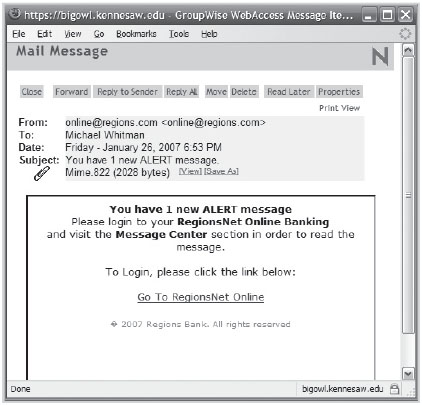 https://bigowl.kennesaw.edu - GroupWise WebAccess Message Ite...
File Edit View Go Bookmarks Tools Help
Mail Message
N
Close Forward Reply to Sender Reply All Move Delete Read Later Properties
Print View
From: online@regions.com <online@regions.com>
To: Michael Whitman
Date: Friday - January 26, 2007 6:53 PM
Subject: You have 1 new ALERT message.
Mime.822 (2028 bytes) [View] [Save As]
You have 1 new ALERT message
Please login to your RegionsNet Online Banking
and visit the Message Center section in order to read the
message.
To Login, please click the link below:
Go To RegionsNet Online
� 2007 Regions Bank. All rights reserved
Done bigowl.kennesaw.edu